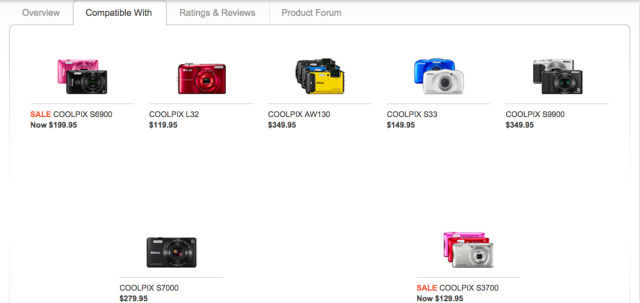 Overview
Compatible With
Ratings & Reviews
Product Forum
SALE COOLPIX S6900
Now $199.95
COOLPIX L32
$119.95
COOLPIX AW130
$349.95
COOLPIX S33
$149.95
COOLPIX S9900
$349.95
COOLPIX S7000
$279.95
SALE COOLPIX S3700
Now $129.95